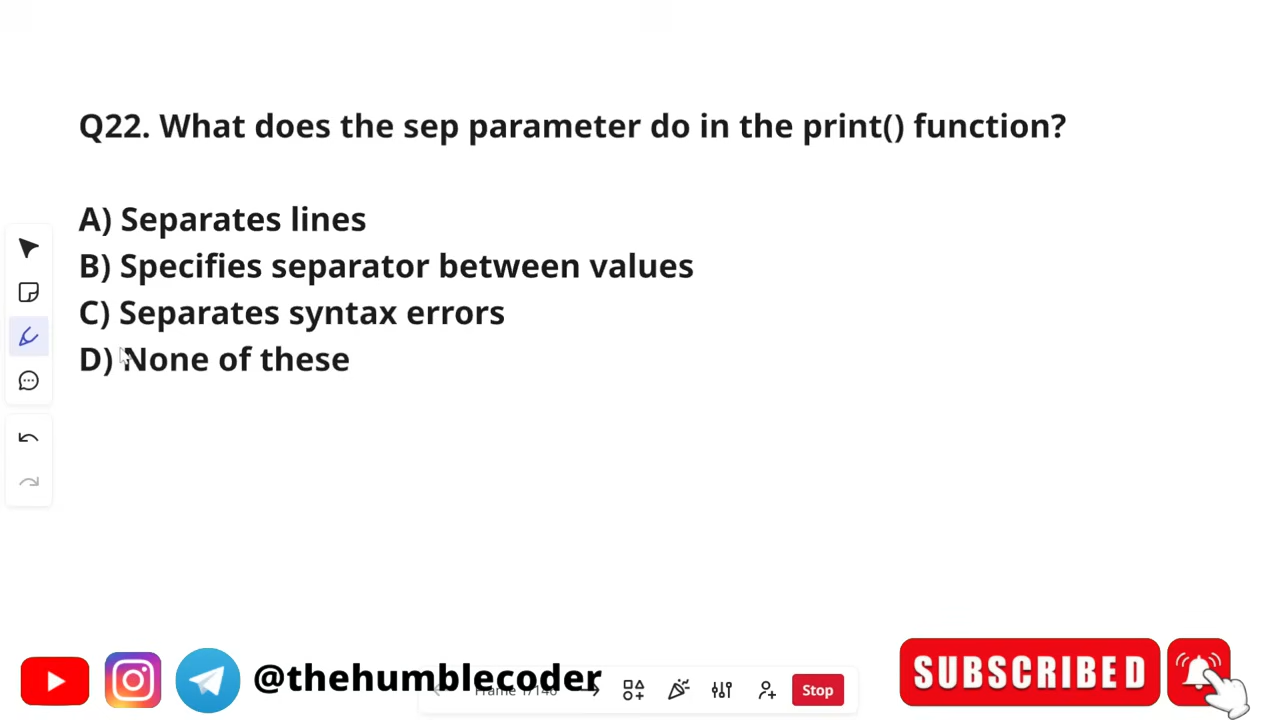 Q22. What does the sep parameter do in the print() function?
A) Separates lines
B) Specifies separator between values
C) Separates syntax errors
D) None of these
@thehumblecoder
Stop
SUBSCRIBED